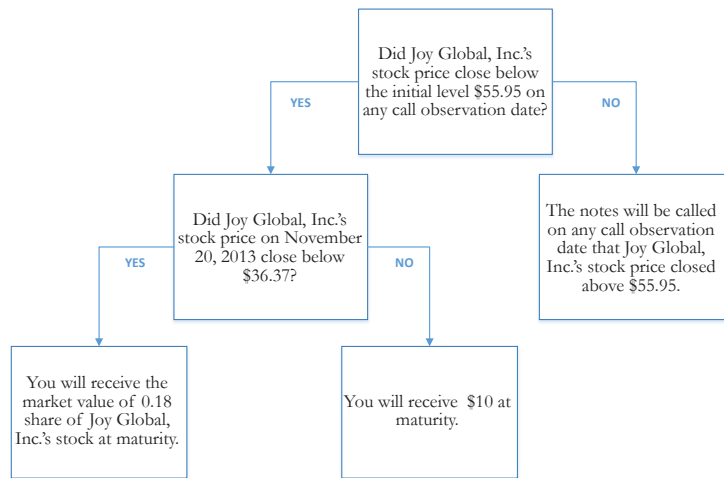 Did Joy Global, Inc.'s
stock price close below
the initial level $55.95 on
any call observation date?
YES
NO
Did Joy Global, Inc.'s
stock price on November
20, 2013 close below
$36.37?
The notes will be called
on any call observation
date that Joy Global,
Inc.'s stock price closed
above $55.95.
YES
NO
You will receive the
market value of 0.18
share of Joy Global,
Inc.'s stock at maturity.
You will receive $10 at
maturity.